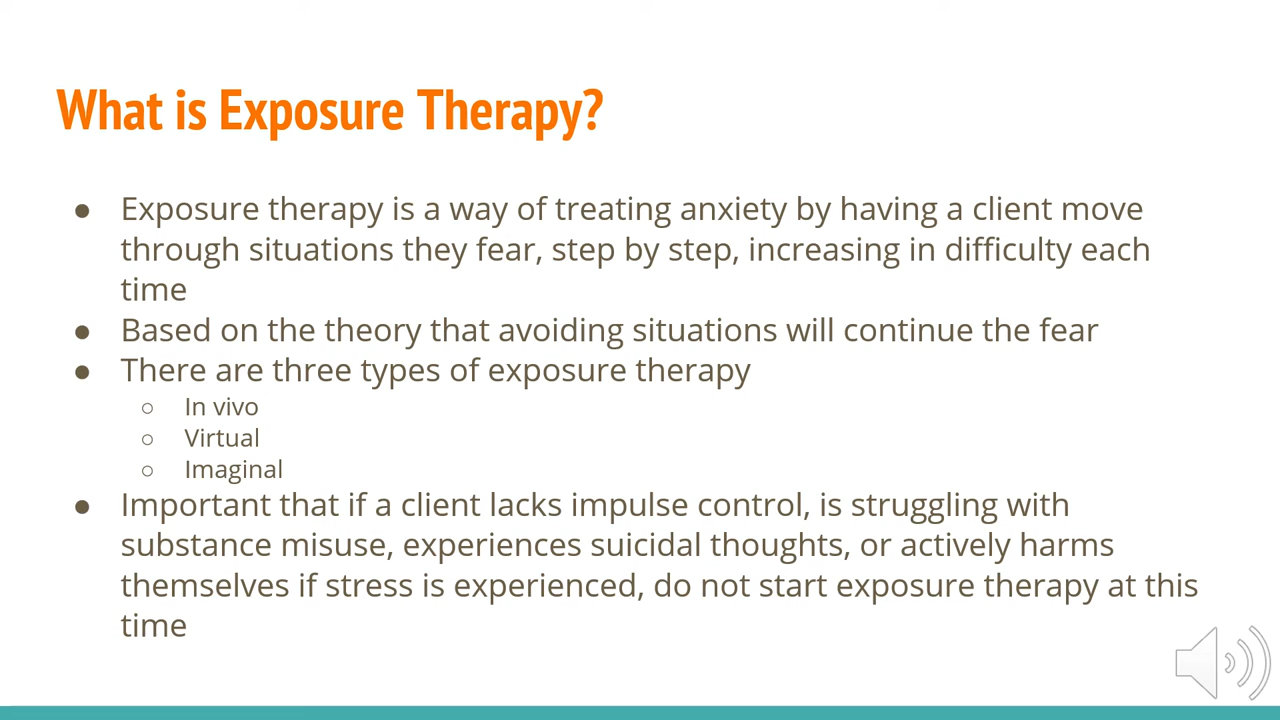 What is Exposure Therapy?
● Exposure therapy is a way of treating anxiety by having a client move
through situations they fear, step by step, increasing in difficulty each
time
● Based on the theory that avoiding situations will continue the fear
● There are three types of exposure therapy
○ In vivo
○ Virtual
○ Imaginal
● Important that if a client lacks impulse control, is struggling with
substance misuse, experiences suicidal thoughts, or actively harms
themselves if stress is experienced, do not start exposure therapy at this
time